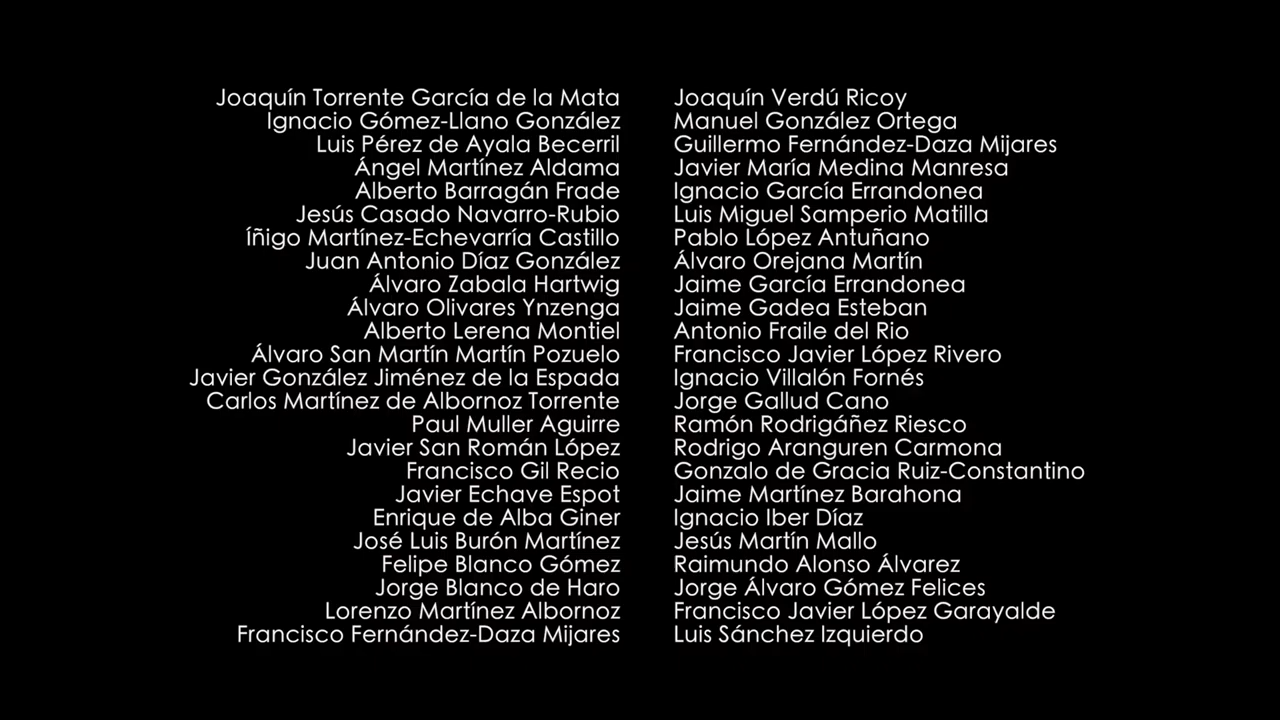 Joaquín Torrente García de la Mata
Ignacio Gómez-Llano González
Luis Pérez de Ayala Becerril
Ángel Martínez Aldama
Alberto Barragán Frade
Jesús Casado Navarro-Rubio
Íñigo Martínez-Echevarría Castillo
Juan Antonio Díaz González
Álvaro Zabala Hartwig
Álvaro Olivares Ynzenga
Alberto Lerena Montiel
Álvaro San Martín Martín Pozuelo
Javier González Jiménez de la Espada
Carlos Martínez de Albornoz Torrente
Paul Muller Aguirre
Javier San Román López
Francisco Gil Recio
Javier Echave Espot
Enrique de Alba Giner
José Luis Burón Martínez
Felipe Blanco Gómez
Jorge Blanco de Haro
Lorenzo Martínez Albornoz
Francisco Fernández-Daza Mijares
Joaquín Verdú Ricoy
Manuel González Ortega
Guillermo Fernández-Daza Mijares
Javier María Medina Manresa
Ignacio García Errandonea
Luis Miguel Samperio Matilla
Pablo López Antuñano
Álvaro Orejana Martín
Jaime García Errandonea
Jaime Gadea Esteban
Antonio Fraile del Rio
Francisco Javier López Rivero
Ignacio Villalón Fornés
Jorge Gallud Cano
Ramón Rodrigáñez Riesco
Rodrigo Aranguren Carmona
Gonzalo de Gracia Ruiz-Constantino
Jaime Martínez Barahona
Ignacio Iber Díaz
Jesús Martín Mallo
Raimundo Alonso Álvarez
Jorge Álvaro Gómez Felices
Francisco Javier López Garayalde
Luis Sánchez Izquierdo